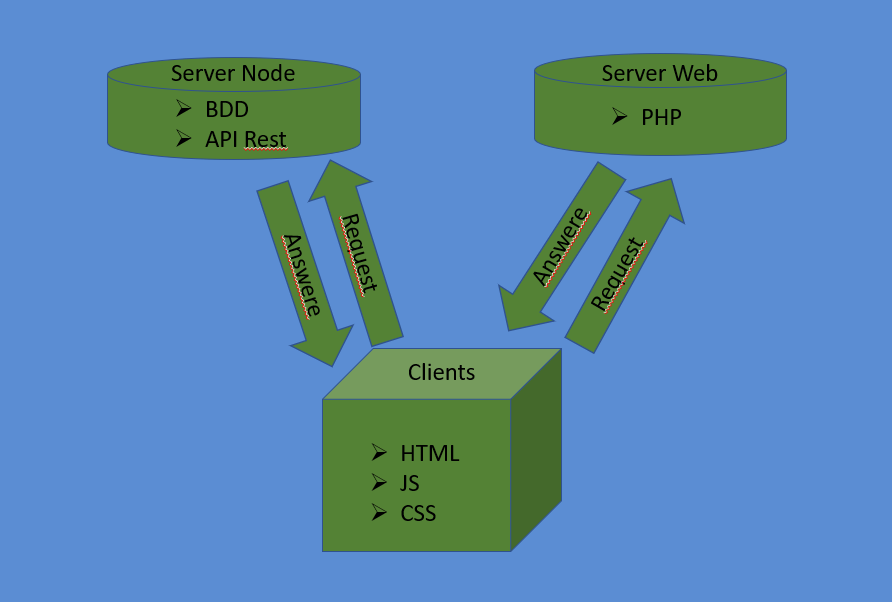 Server Node
BDD
API Rest
Server Web
PHP
Answere
Request
Answere
Request
Clients
HTML
JS
CSS